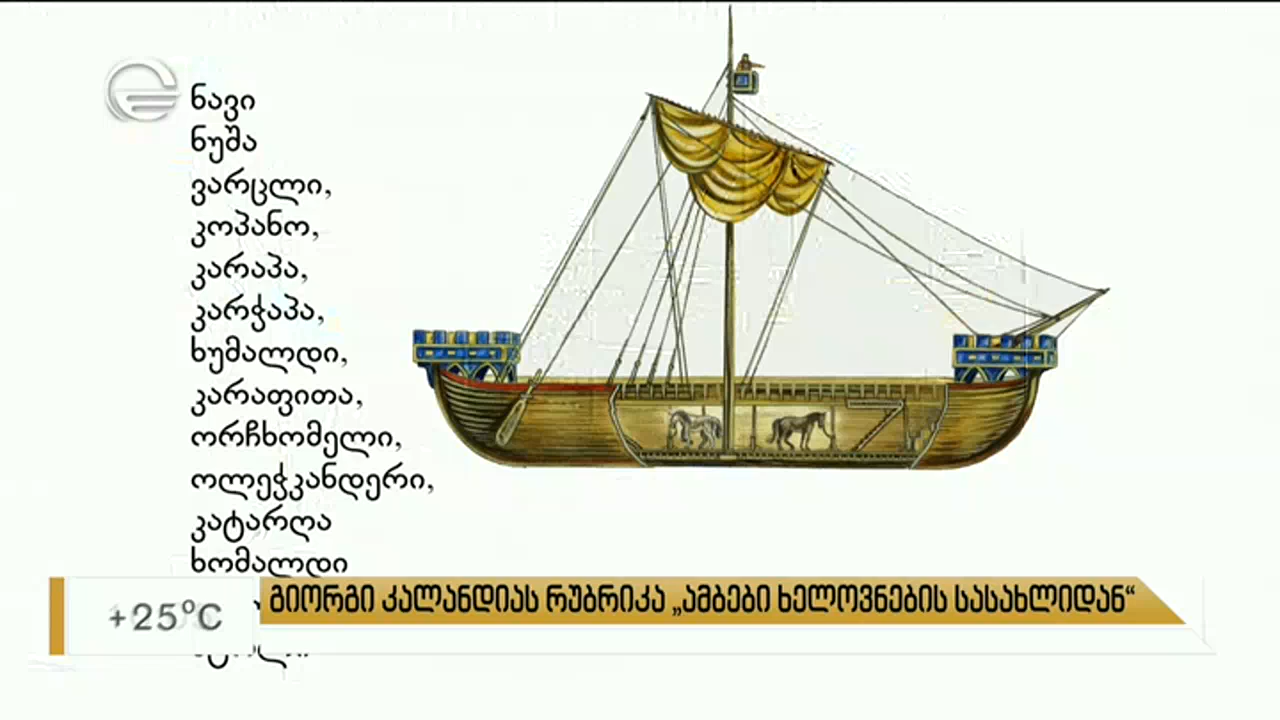 ნავი
ნუშა
ვარცლი,
კოპანო,
კარაპა,
კარჭაპა,
ხუმალდი,
კარაფითა,
ორჩხომელი,
ოლეჭკანდერი,
კატარღა
ხომალდი
გიორგი კალანდიას რუბრიკა „ამბები ხელოვნების სასახლიდან“
+25°C